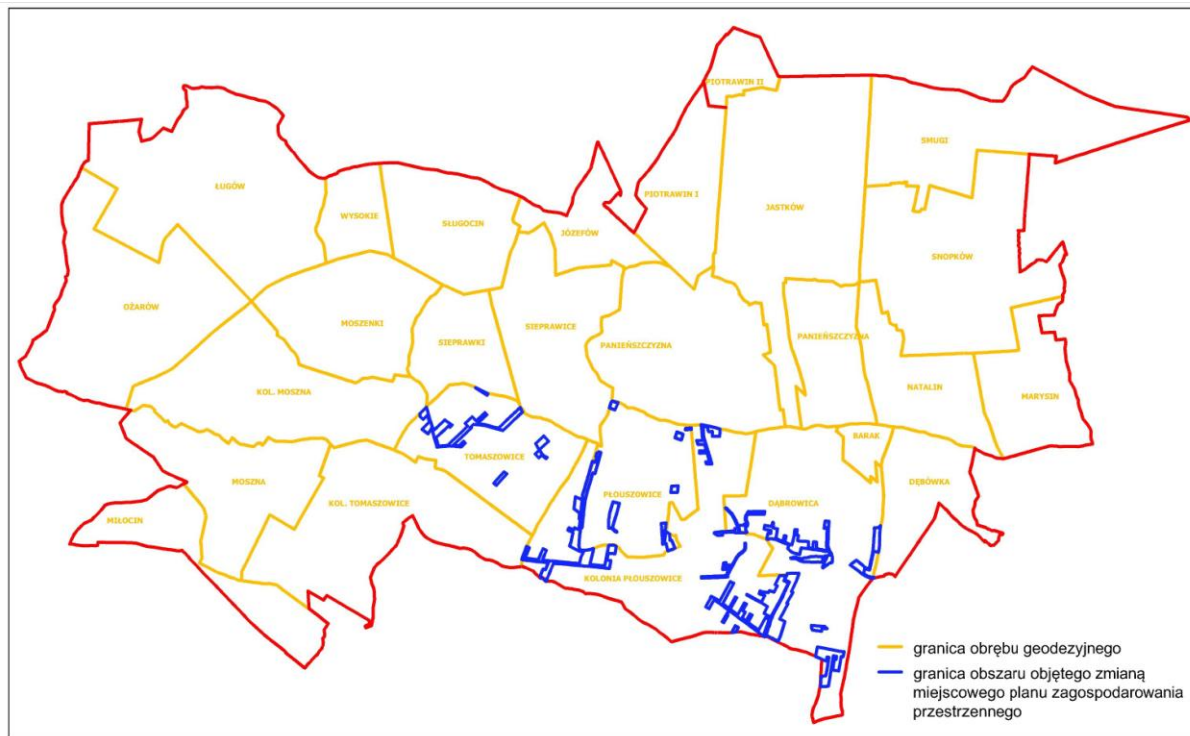 PIOTRAWIN II
SMUGI
ŁUGÓW
WYSOKIE
SŁUGOCIN
JÓZEFÓW
PIOTRAWIN I
JASTKÓW
SNOPKÓW
OŻARÓW
MOSZENKI
SIEPRAWKI
SIEPRAWICE
PANIEŃSZCZYZNA
PANIEŃSZCZYZNA
KOL. MOSZNA
NATALIN
MARYSIN
BARAK
TOMASZOWICE
PŁOUSZOWICE
DĄBROWICA
DĘBÓWKA
MOSZNA
KOL. TOMASZOWICE
MIŁOCIN
KOLONIA PŁOUSZOWICE
granica obrębu geodezyjnego
granica obszaru objętego zmianą
miejscowego planu zagospodarowania
przestrzennego